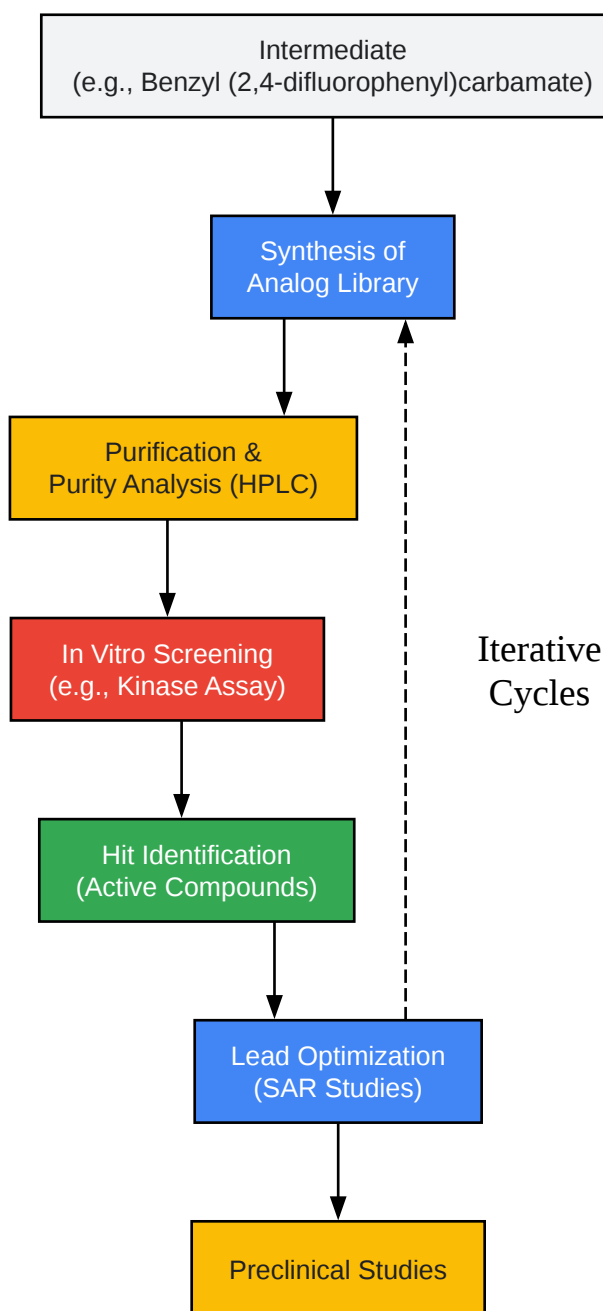 Intermediate
(e.g., Benzyl (2,4-difluorophenyl)carbamate)
Synthesis of
Analog Library
Purification &
Purity Analysis (HPLC)
In Vitro Screening
(e.g., Kinase Assay)
Iterative
Cycles
Hit Identification
(Active Compounds)
Lead Optimization
(SAR Studies)
Preclinical Studies